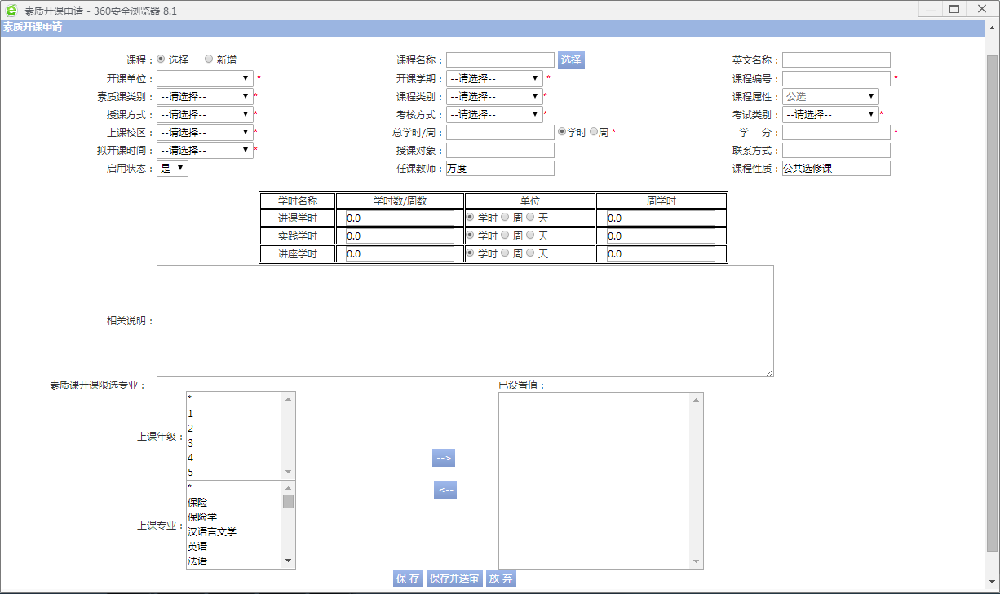 素质开课申请 - 360安全浏览器 8.1
素质开课申请
课程： 选择 新增 课程名称： 选择 英文名称：
开课单位： * 开课学期： --请选择-- * 课程编号： *
素质课类别： --请选择-- * 课程类别： --请选择-- * 课程属性： 公选
授课方式： --请选择-- * 考核方式： --请选择-- * 考试类别： --请选择-- *
上课校区： --请选择-- * 总学时/周： 学时 周 * 学 分： *
拟开课时间： --请选择-- * 授课对象： 联系方式：
启用状态： 是 任课教师： 万度 课程性质： 公共选修课
学时名称 学时数/周数 单位 周学时
讲课学时 0.0 学时 周 天 0.0
实践学时 0.0 学时 周 天 0.0
讲座学时 0.0 学时 周 天 0.0
相关说明：
素质课开课限选专业： 已设置值：
上课年级：
*
1
2
3
4
5
-->
<--
上课专业：
*
保险
保险学
汉语言文学
英语
法语
保 存 保存并送审 放 弃